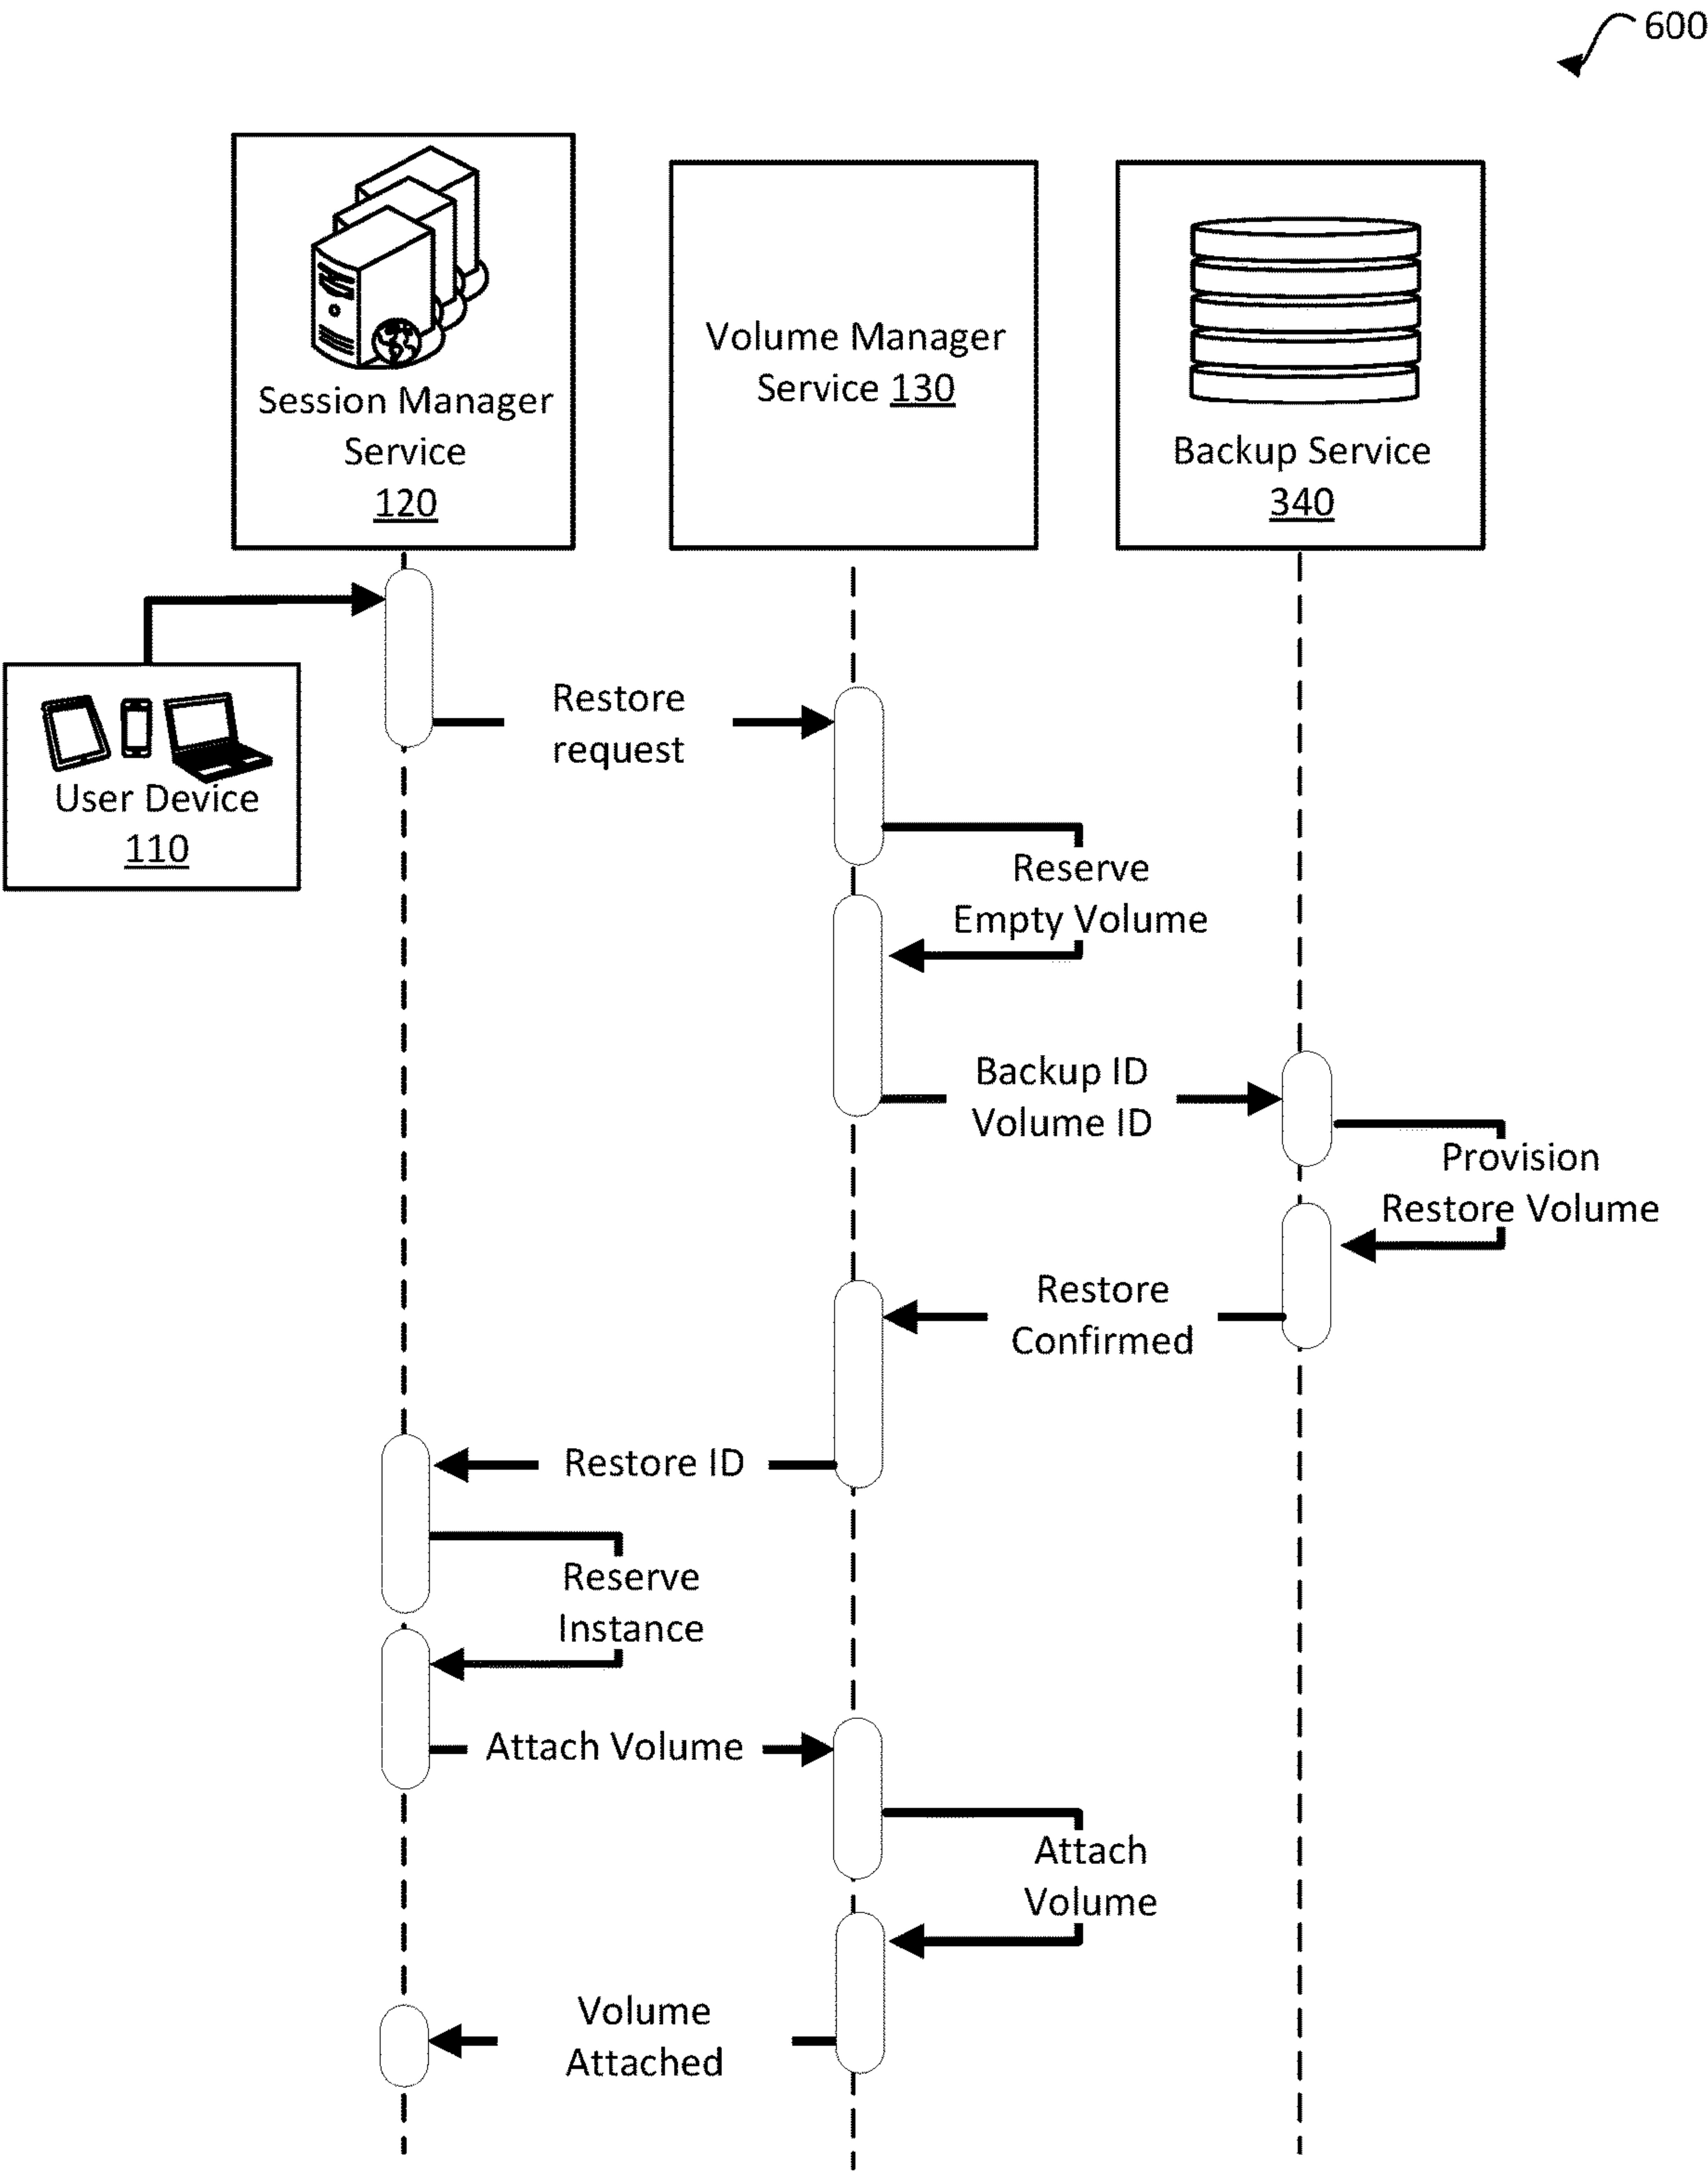 600
Session Manager
Service
120
Volume Manager
Service 130
Backup Service
340
User Device
110
Restore
request
Reserve
Empty Volume
Backup ID
Volume ID
Provision
Restore Volume
Restore
Confirmed
Restore ID
Reserve
Instance
Attach Volume
Attach
Volume
Volume
Attached